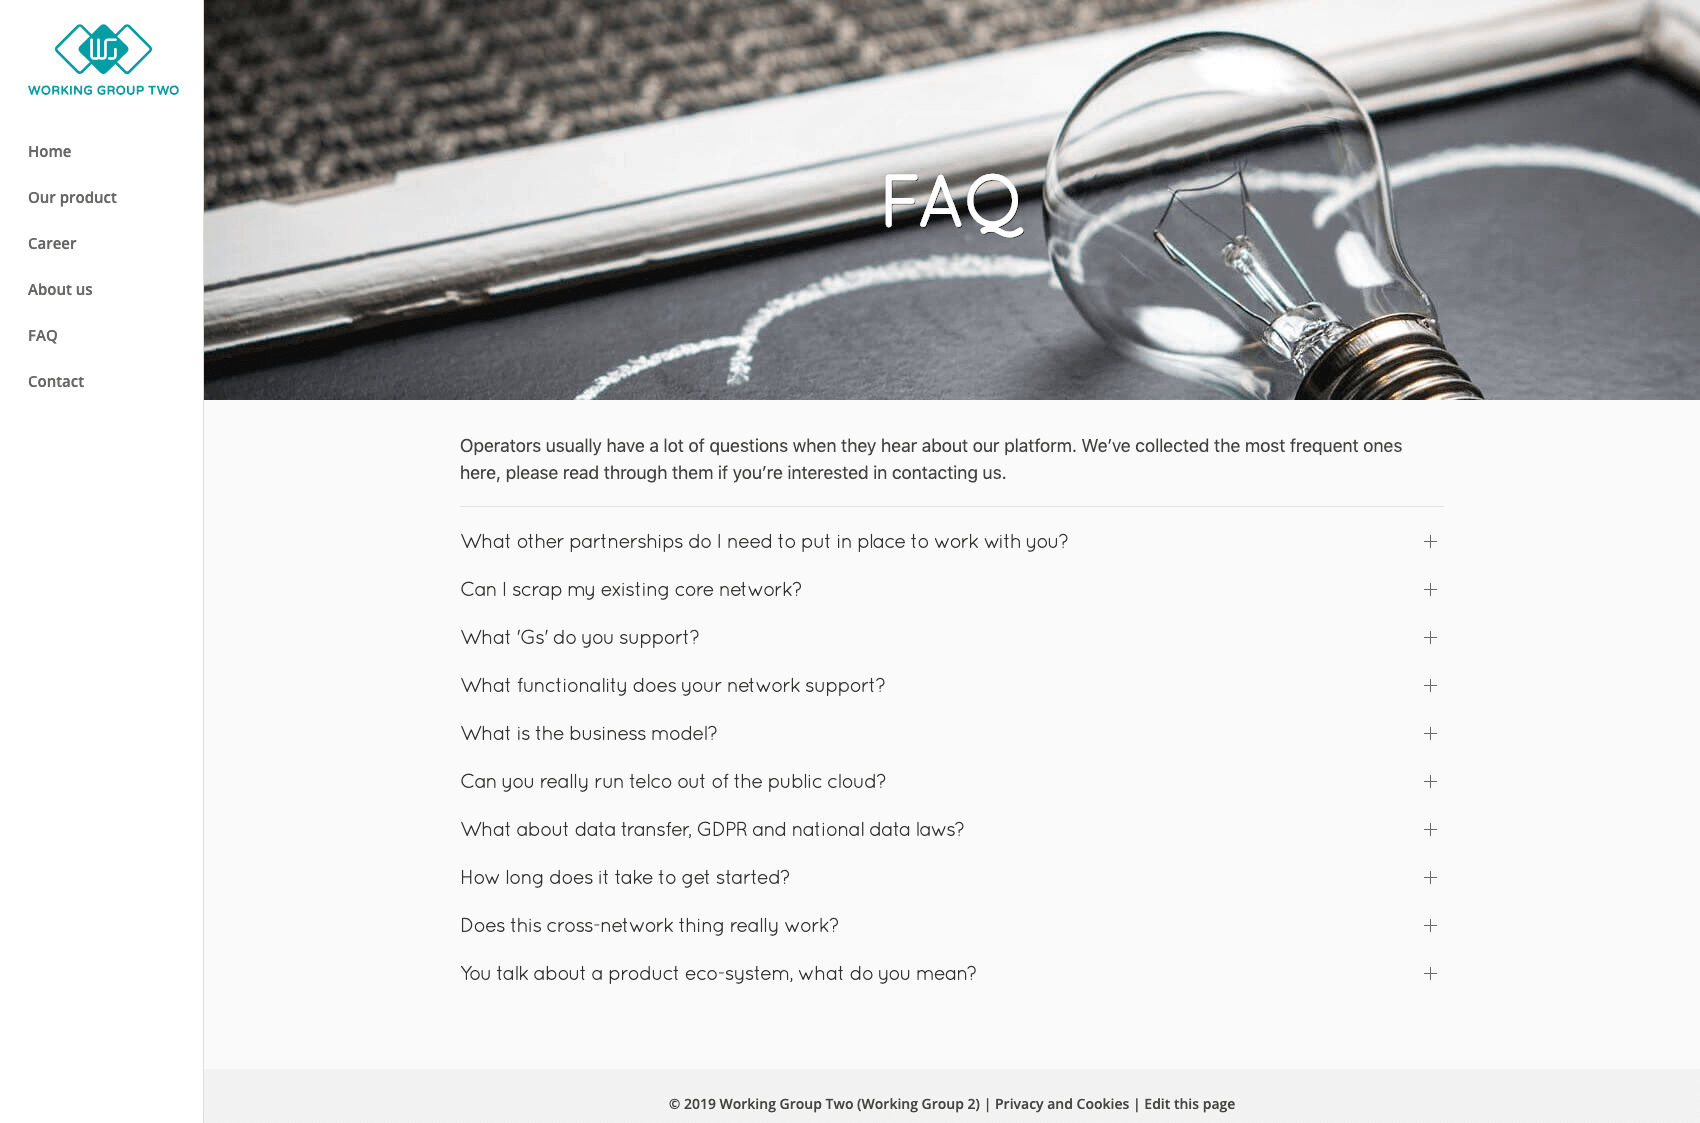 WG
WORKING GROUP TWO
Home
Our product
Career
About us
FAQ
Contact
FAQ
Operators usually have a lot of questions when they hear about our platform. We’ve collected the most frequent ones
here, please read through them if you’re interested in contacting us.
What other partnerships do I need to put in place to work with you?
Can I scrap my existing core network?
What 'Gs' do you support?
What functionality does your network support?
What is the business model?
Can you really run telco out of the public cloud?
What about data transfer, GDPR and national data laws?
How long does it take to get started?
Does this cross-network thing really work?
You talk about a product eco-system, what do you mean?
© 2019 Working Group Two (Working Group 2) | Privacy and Cookies | Edit this page